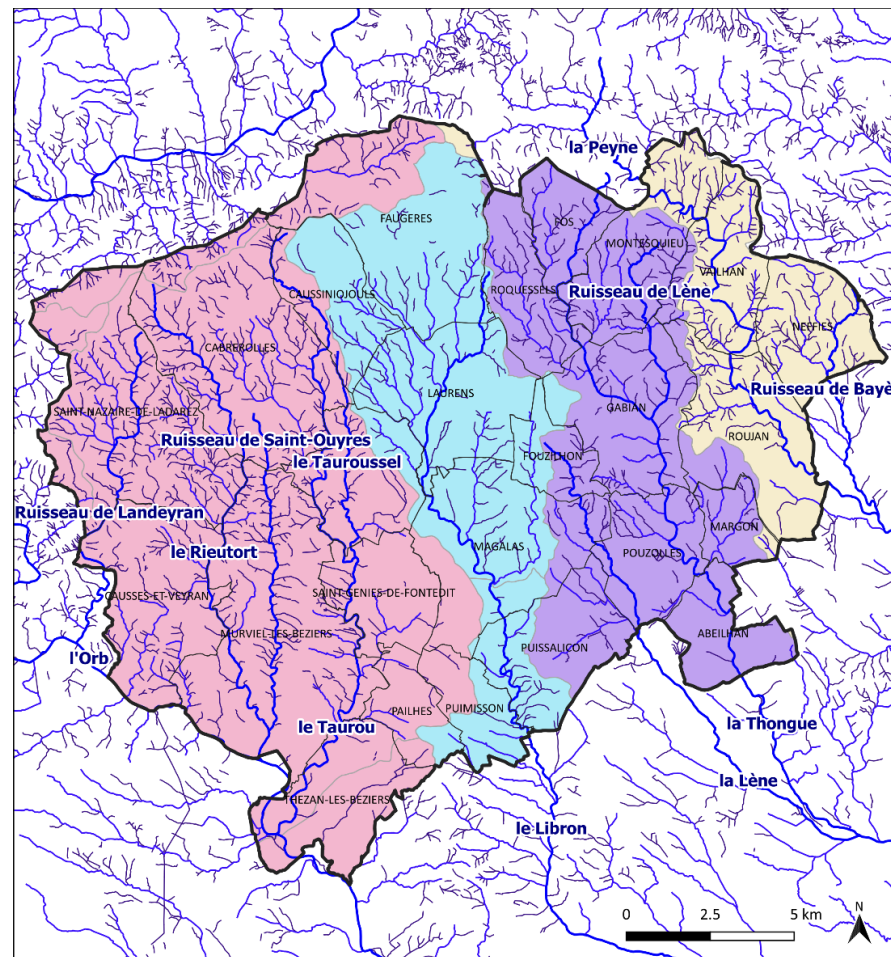 la Peyne
FAUGERES
FOS
MONTESQUIEU
VAILHAN
CAUSSINIOJOULS
ROQUESSELS
Ruisseau de Lène
NEFFIES
CABREROLLES
LAURENS
Ruisseau de Bayè
SAINT-NAZAIRE-DE-LADAREZ
GABIAN
Ruisseau de Saint-Ouyres
ROUJAN
le Tauroussel
FOUZILHON
Ruisseau de Landeyran
MARGON
le Rieutort
MAGALAS
POUZOLLES
CAUSSES-ET-VEYRAN
SAINT-GENIES-DE-FONTEDIT
MURVIEL-LES-BEZIERS
ABEILHAN
l'Orb
PUISSALICON
PAILHES
PUIMISSON
le Taurou
la Thongue
la Lène
THEZAN-LES-BEZIERS
le Libron
N
0 2.5 5 km